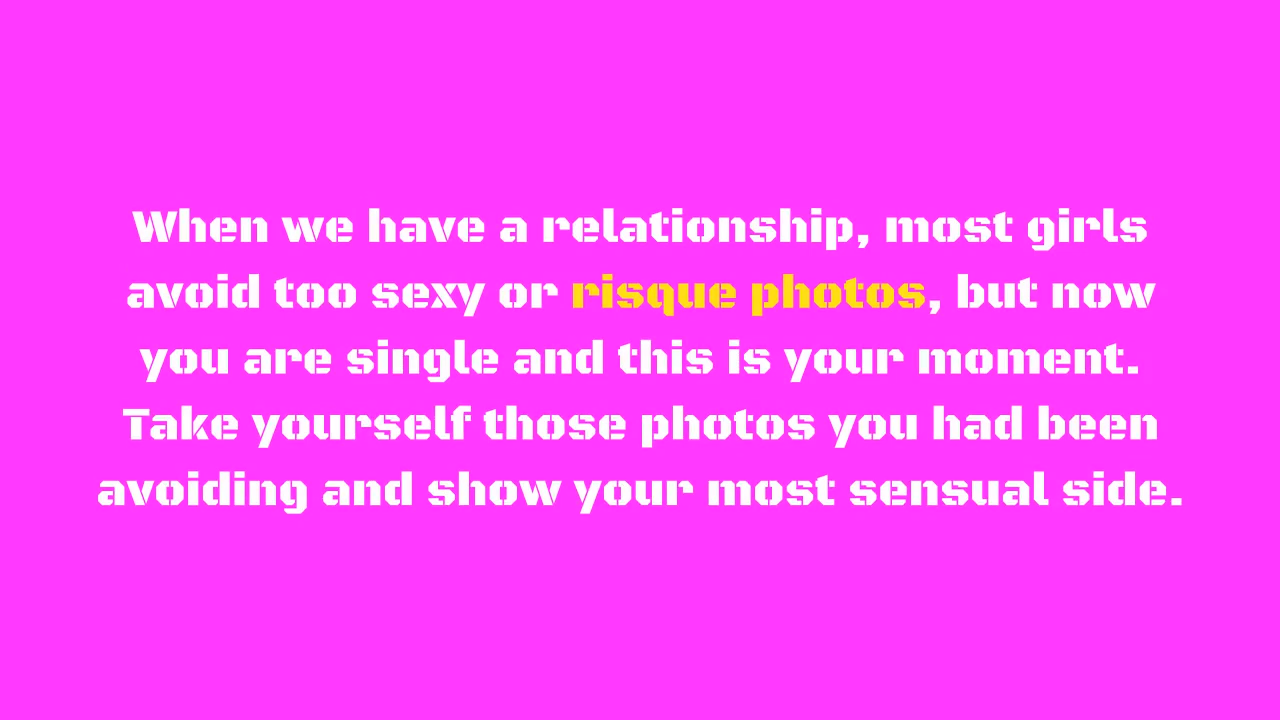 When we have a relationship, most girls
avoid too sexy or risque photos, but now
you are single and this is your moment.
Take yourself those photos you had been
avoiding and show your most sensual side.